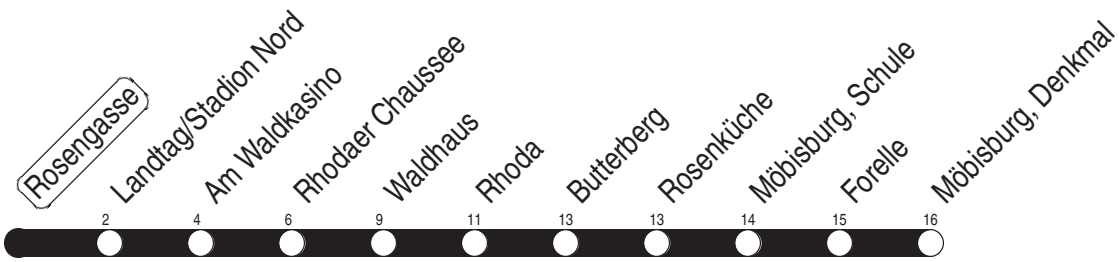 Rosengasse
Landtag/Stadion Nord
Am Waldkasino
Rhodaer Chaussee
Waldhaus
Rhoda
Butterberg
Rosenküche
Möbisburg, Schule
Forelle
Möbisburg, Denkmal
2 4 6 9 11 13 13 14 15 16